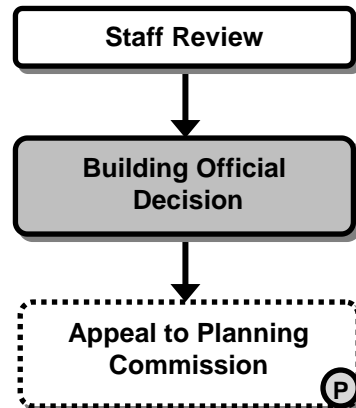 Staff Review
Building Official
Decision
Appeal to Planning
Commission
P